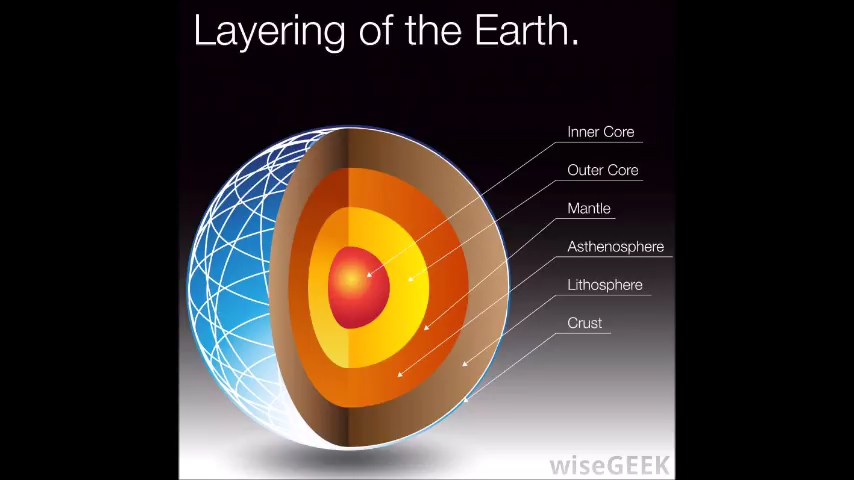 Layering of the Earth.
Inner Core
Outer Core
Mantle
Asthenosphere
Lithosphere
Crust
wiseGEEK